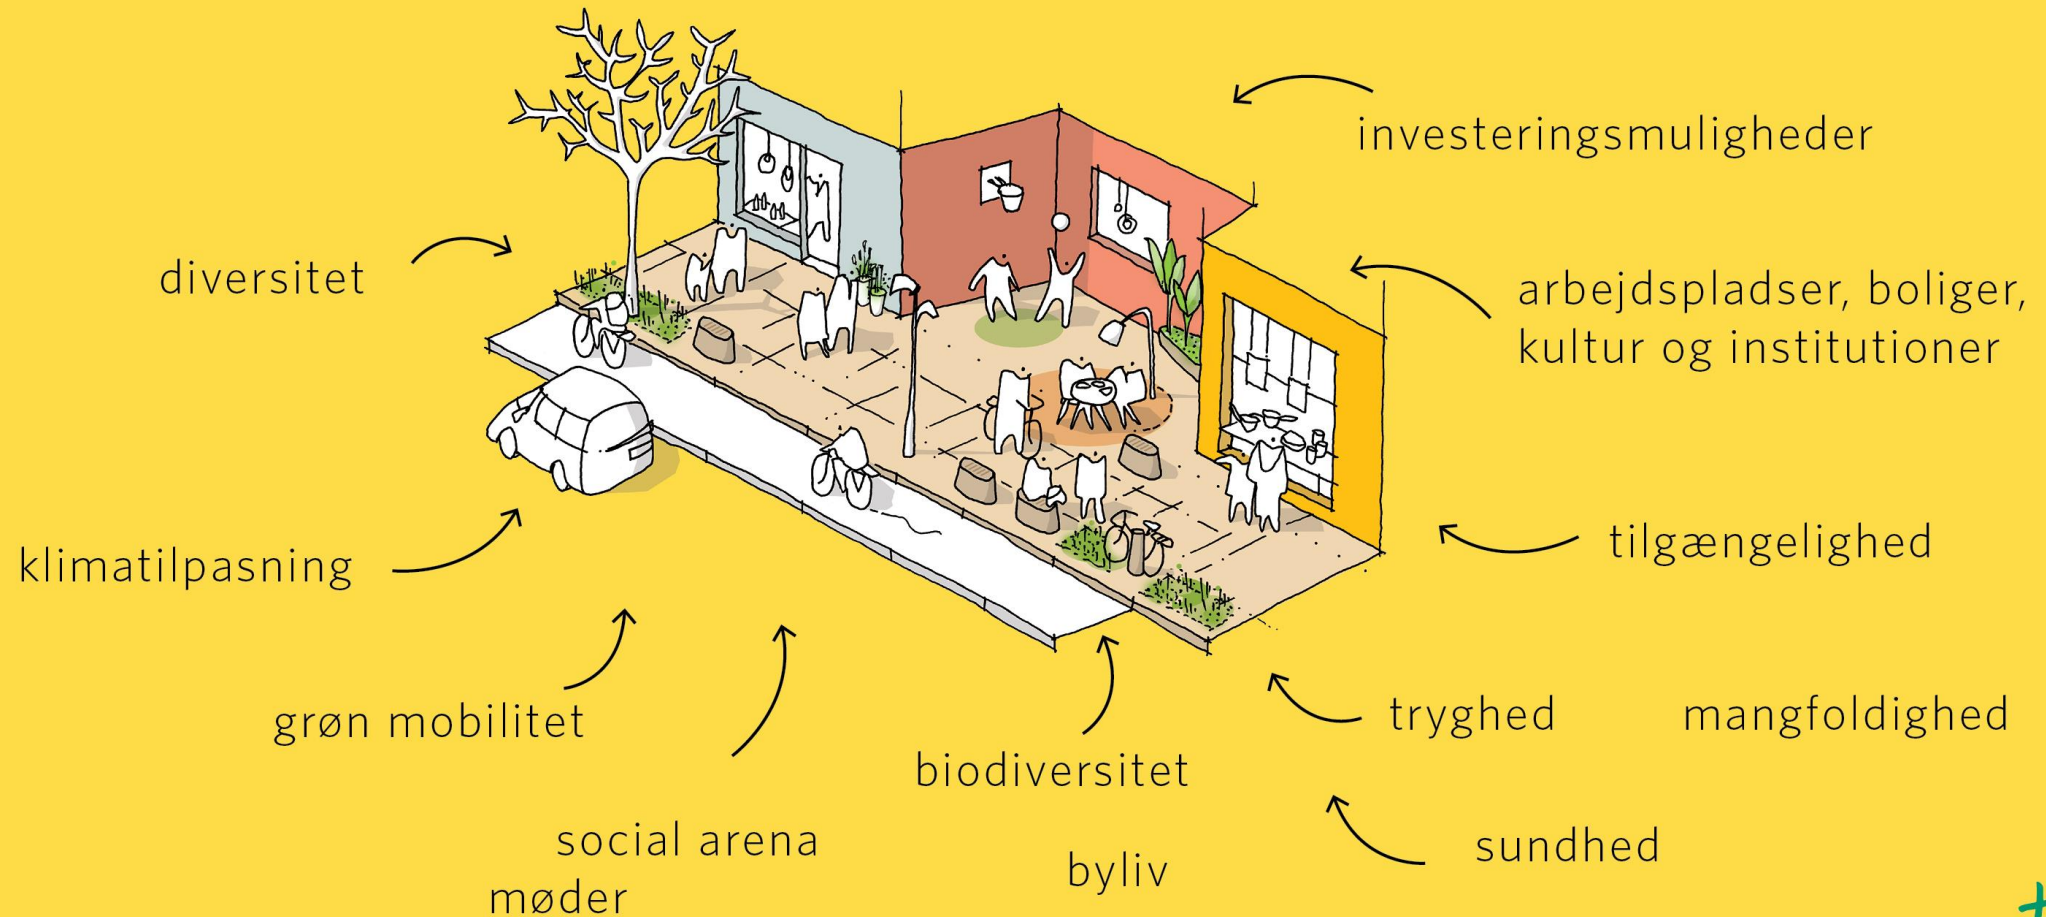 investeringsmuligheder
diversitet
arbejdspladser, boliger,
kultur og institutioner
tilgængelighed
klimatilpasning
grøn mobilitet
tryghed
mangfoldighed
biodiversitet
social arena
møder
byliv
sundhed